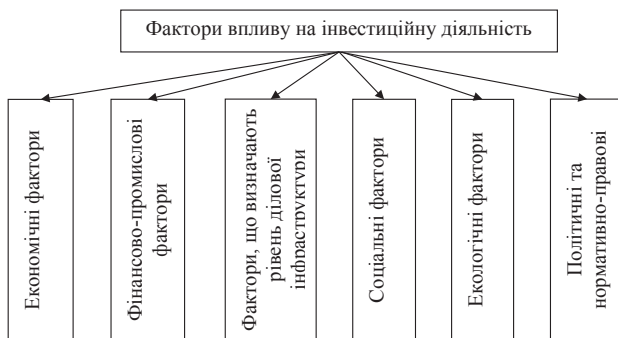 Фактори впливу на інвестиційну діяльність
Економічні фактори
Фінансово-промислові
фактори
Фактори, що визначають
рівень ділової
інфраструктури
Соціальні фактори
Екологічні фактори
Політичні та
нормативно-правові